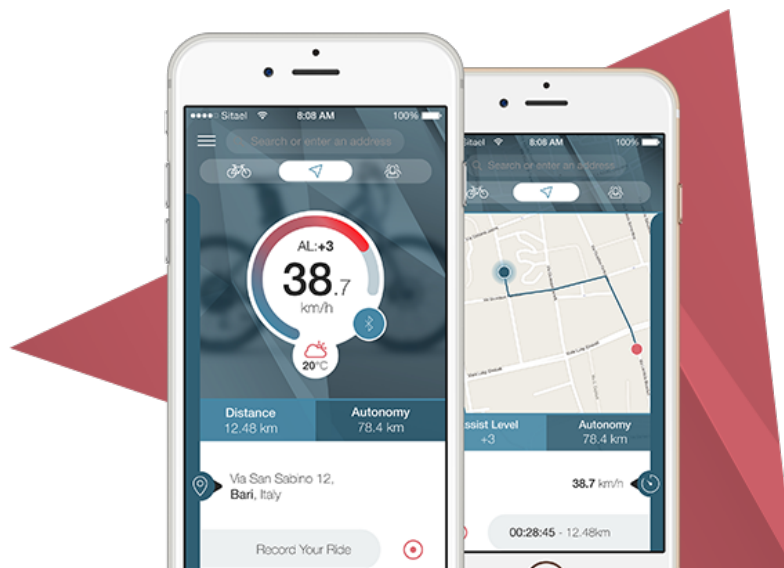 Sitael 8:08 AM 100%
Search or enter an address
AL:+3
38.7
km/h
20°C
Distance
12.48 km
Autonomy
78.4 km
Via San Sabino 12,
Bari, Italy
Record Your Ride
Sitael 8:08 AM 100%
Search or enter an address
ssist Level
+3
Autonomy
78.4 km
38.7 km/h
00:28:45 - 12.48km